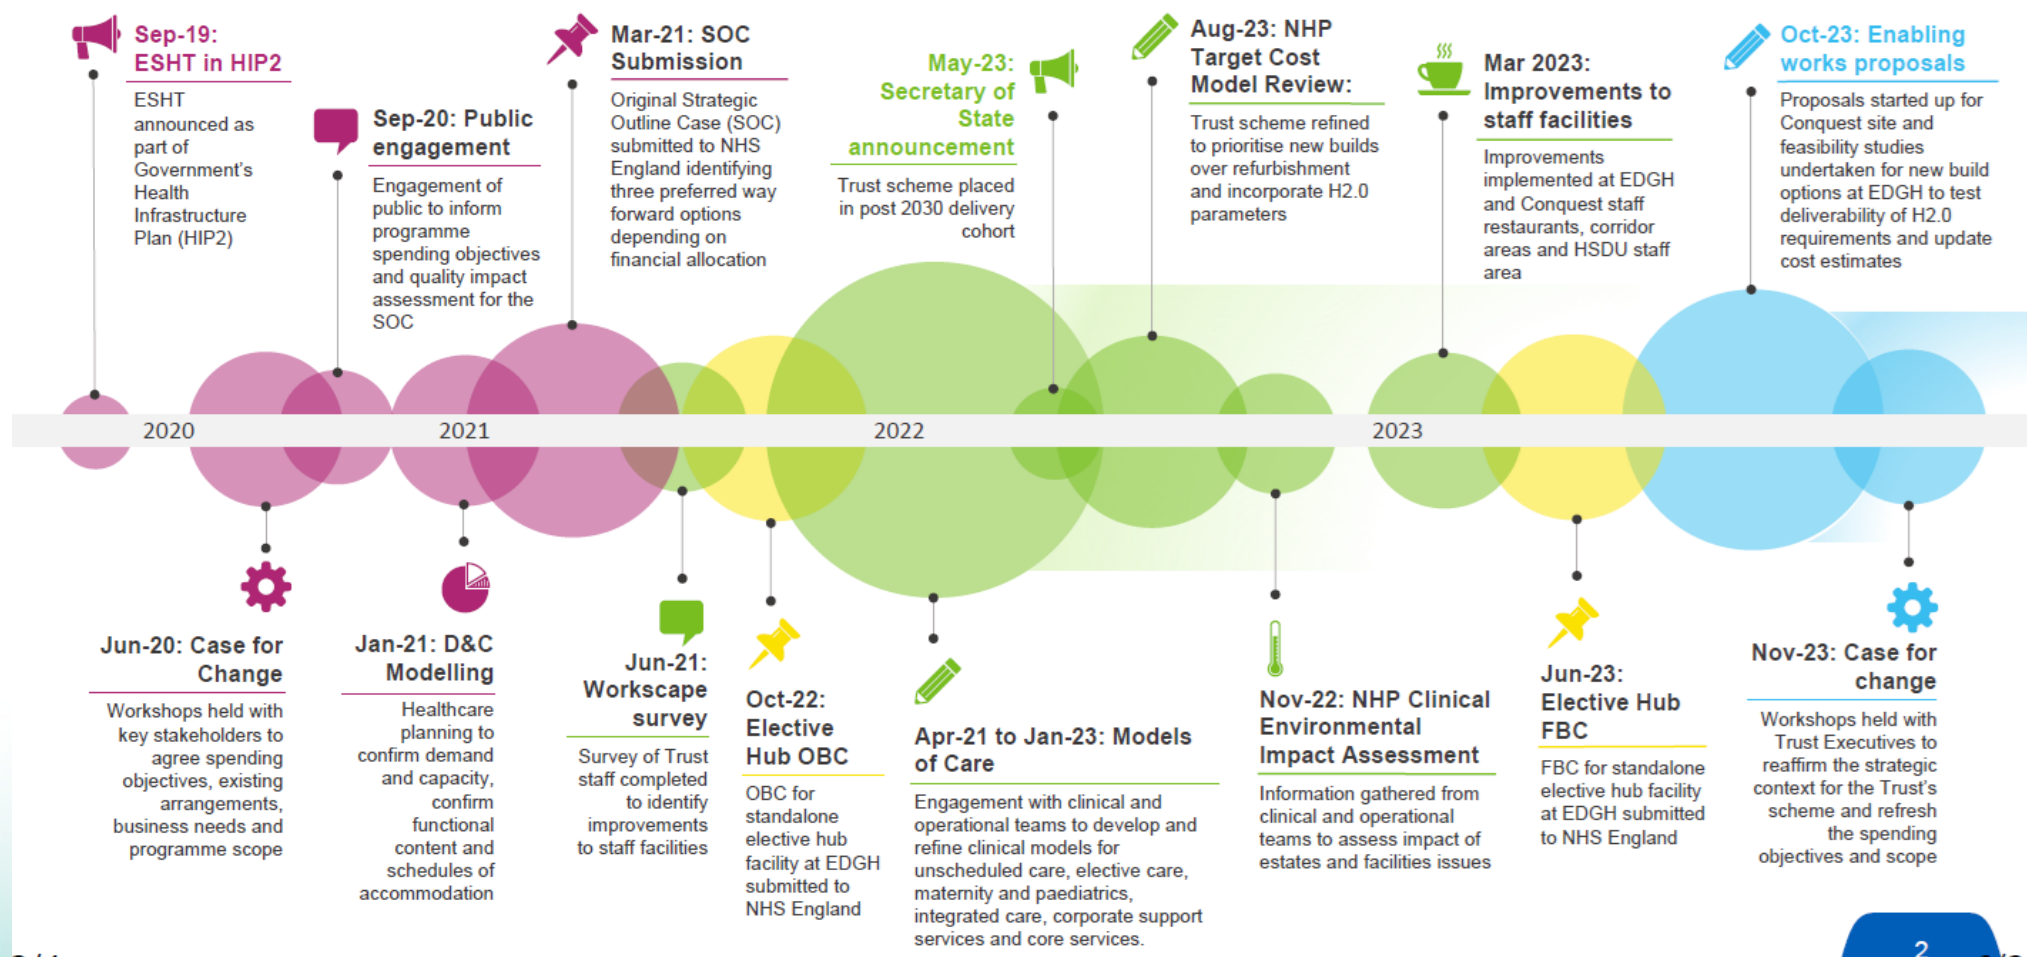 Sep-19:
ESHT in HIP2
ESHT
announced as
part of
Government's
Health
Infrastructure
Plan (HIP2)
Sep-20: Public
engagement
Engagement of
public to inform
programme
spending objectives
and quality impact
assessment for the
SOC
Mar-21: SOC
Submission
Original Strategic
Outline Case (SOC)
submitted to NHS
England identifying
three preferred way
forward options
depending on
financial allocation
May-23:
Secretary of
State
announcement
Trust scheme placed
in post 2030 delivery
cohort
Aug-23: NHP
Target Cost
Model Review:
Trust scheme refined
to prioritise new builds
over refurbishment
and incorporate H2.0
parameters
Mar 2023:
Improvements to
staff facilities
Improvements
implemented at EDGH
and Conquest staff
restaurants, corridor
areas and HSDU staff
area
Oct-23: Enabling
works proposals
Proposals started up for
Conquest site and
feasibility studies
undertaken for new build
options at EDGH to test
deliverability of H2.0
requirements and update
cost estimates
2020
2021
2022
2023
Jun-20: Case for
Change
Workshops held with
key stakeholders to
agree spending
objectives, existing
arrangements,
business needs and
programme scope
Jan-21: D&C
Modelling
Healthcare
planning to
confirm demand
and capacity,
confirm
functional
content and
schedules of
accommodation
Jun-21:
Workscape
survey
Survey of Trust
staff completed
to identify
improvements
to staff facilities
Oct-22:
Elective
Hub OBC
OBC for
standalone
elective hub
facility at EDGH
submitted to
NHS England
Apr-21 to Jan-23: Models
of Care
Engagement with clinical and
operational teams to develop and
refine clinical models for
unscheduled care, elective care,
maternity and paediatrics,
integrated care, corporate support
services and core services.
Nov-22: NHP Clinical
Environmental
Impact Assessment
Information gathered from
clinical and operational
teams to assess impact of
estates and facilities issues
Jun-23:
Elective Hub
FBC
FBC for standalone
elective hub facility
at EDGH submitted
to NHS England
Nov-23: Case for
change
Workshops held with
Trust Executives to
reaffirm the strategic
context for the Trust's
scheme and refresh
the spending
objectives and scope
2